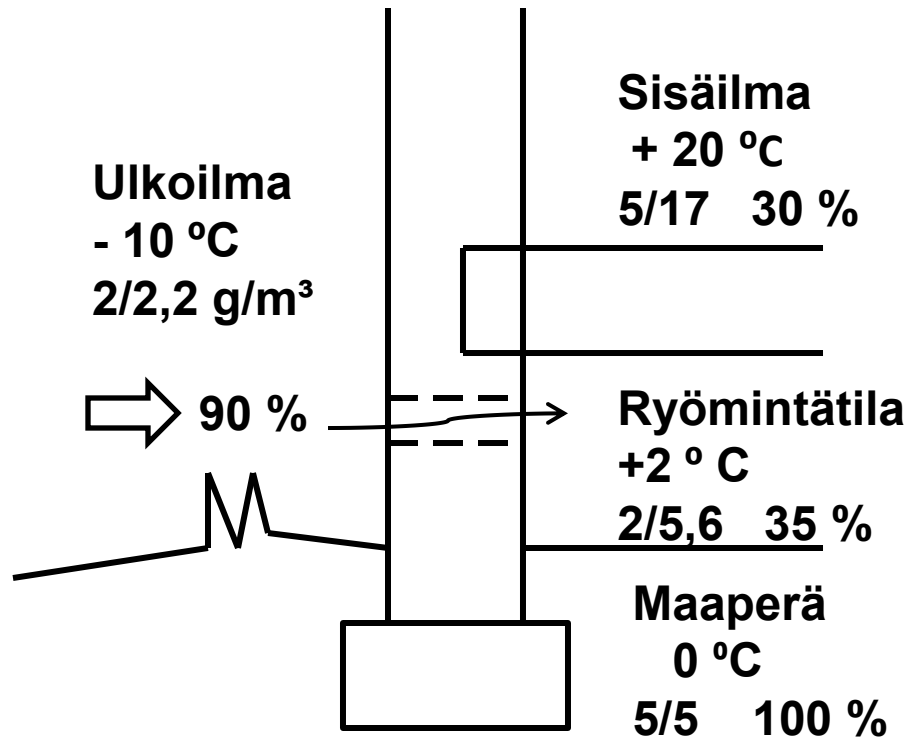 Ulkoilma
- 10 ºC
2/2,2 g/m³
90 %
Sisäilma
+ 20 ºC
5/17 30 %
Ryömintätila
+2 º C
2/5,6 35 %
Maaperä
0 ºC
5/5 100 %